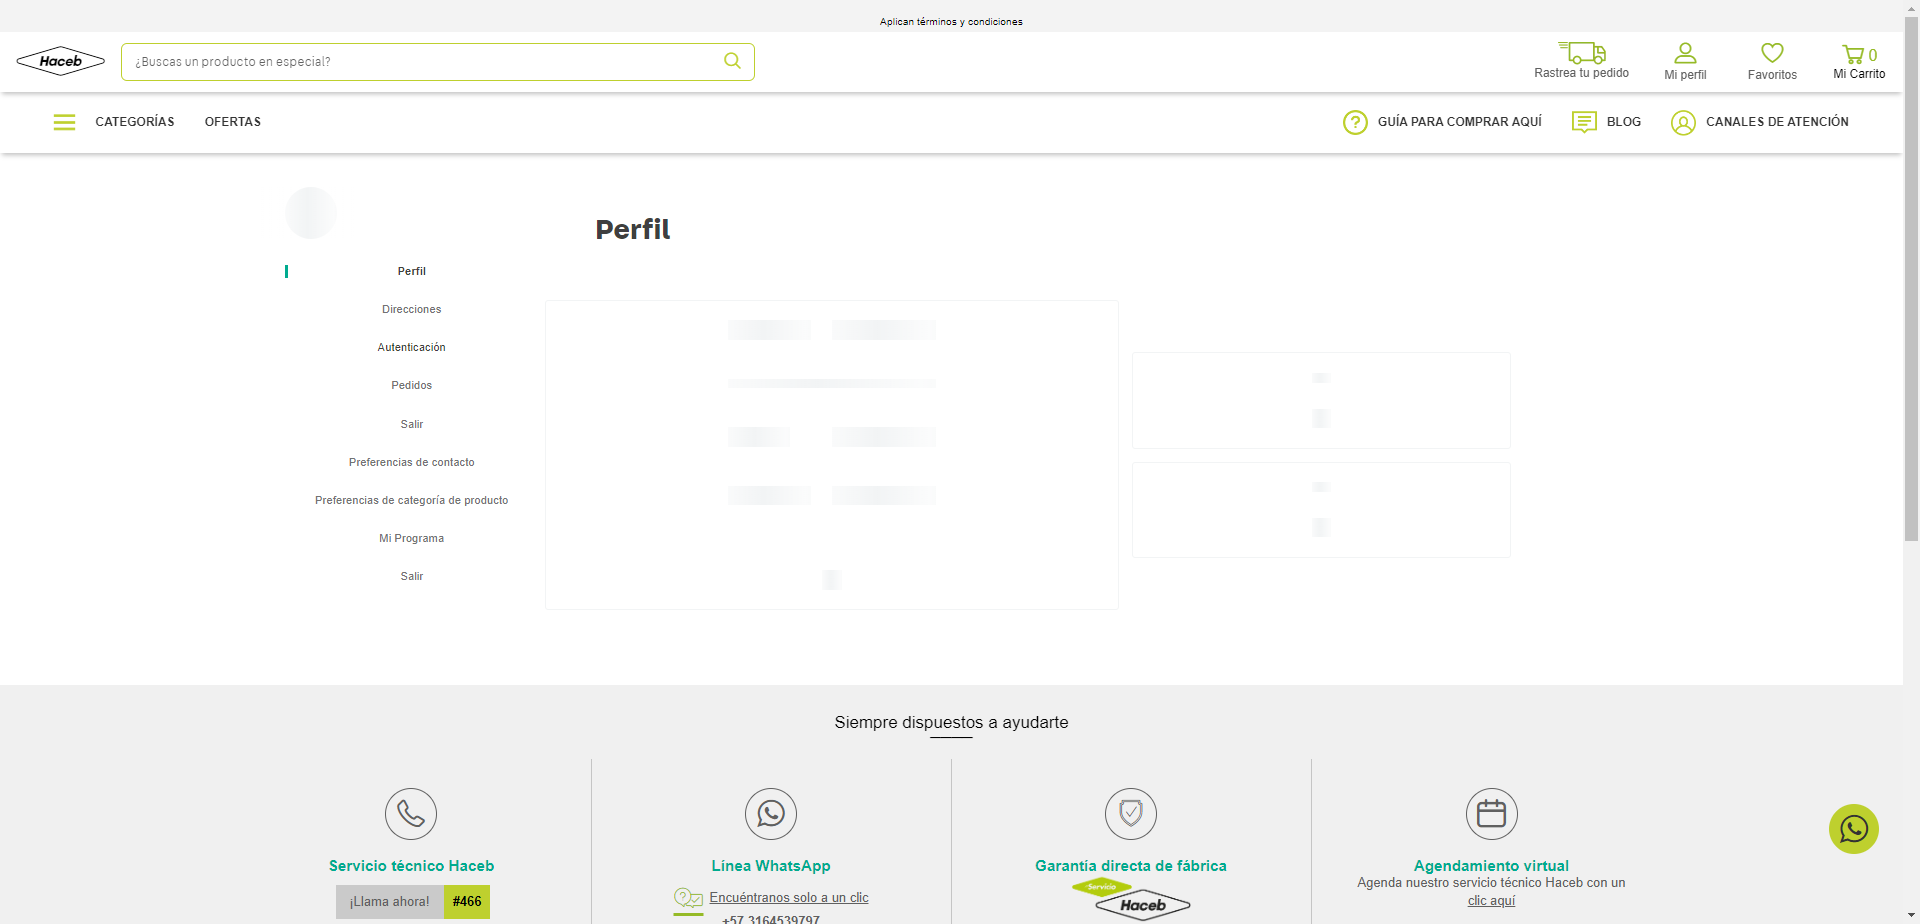 Aplican términos y condiciones
Haceb
¿Buscas un producto en especial?
Rastrea tu pedido
Mi perfil
Favoritos
0
Mi Carrito
CATEGORÍAS
OFERTAS
GUÍA PARA COMPRAR AQUÍ
BLOG
CANALES DE ATENCIÓN
Perfil
Perfil
Direcciones
Autenticación
Pedidos
Salir
Preferencias de contacto
Preferencias de categoría de producto
Mi Programa
Salir
Siempre dispuestos a ayudarte
Servicio técnico Haceb
¡Llama ahora! #466
Línea WhatsApp
Encuéntranos solo a un clic
+57 3164539797
Garantía directa de fábrica
Servicio
Haceb
Agendamiento virtual
Agenda nuestro servicio técnico Haceb con un
clic aquí